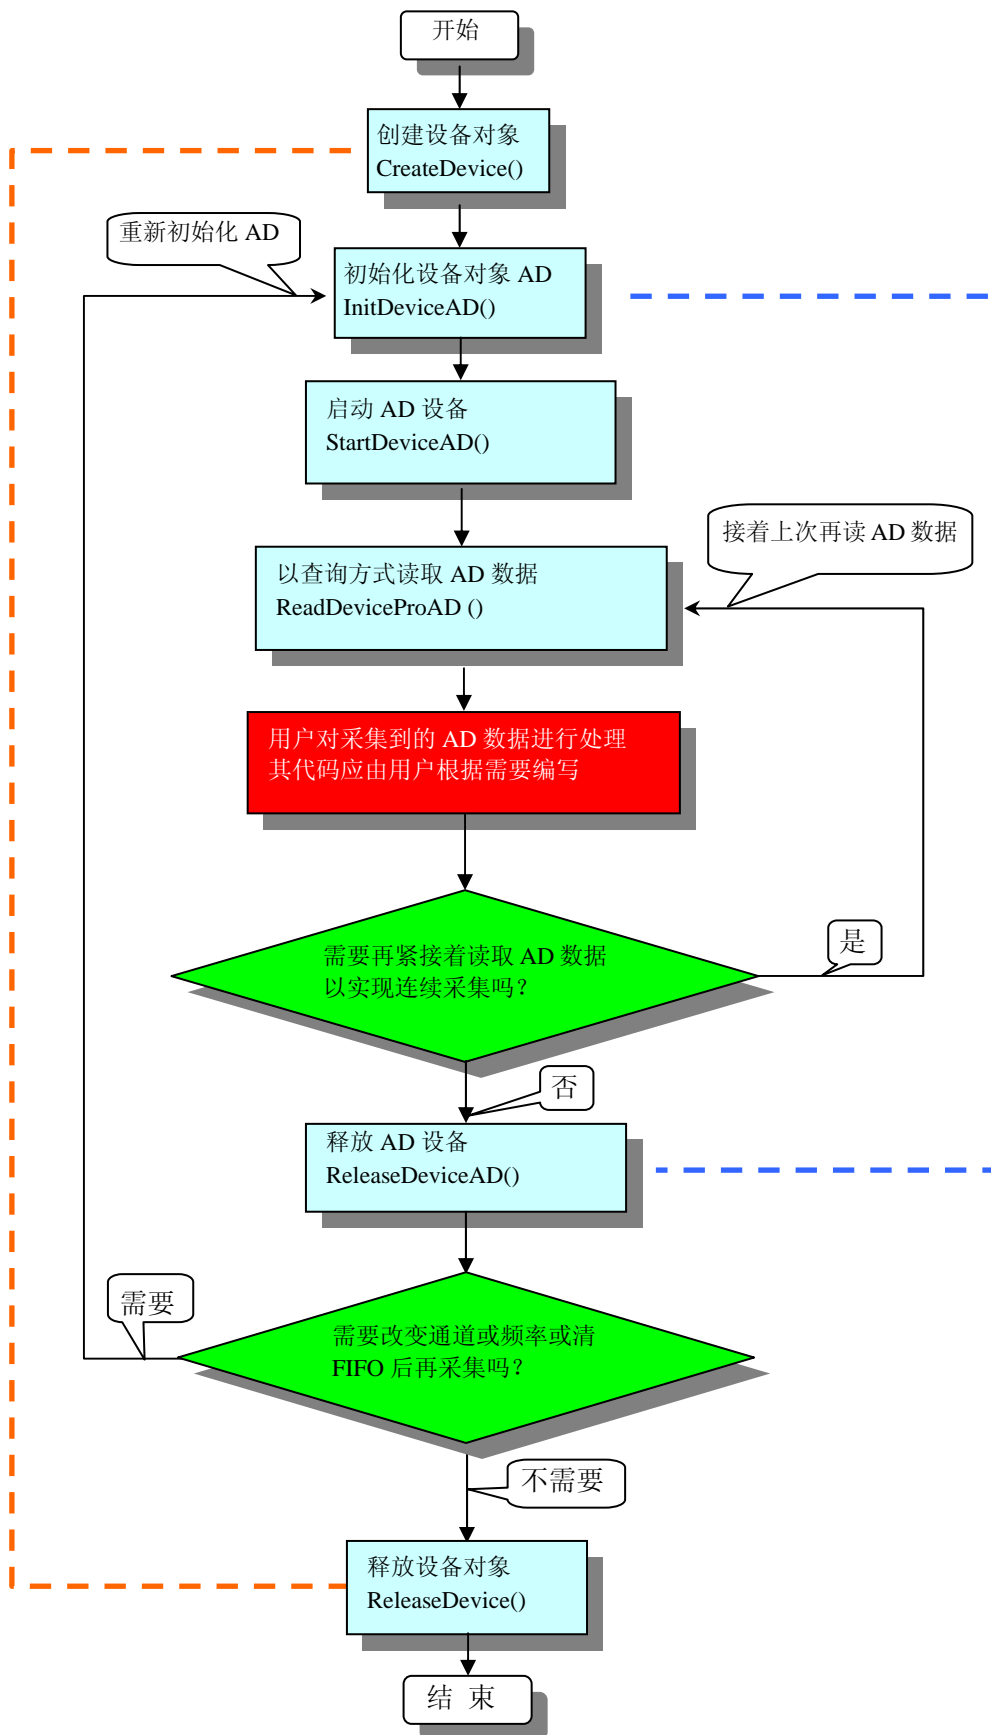 开始
创建设备对象
CreateDevice()
重新初始化 AD
初始化设备对象 AD
InitDeviceAD()
启动 AD 设备
StartDeviceAD()
接着上次再读 AD 数据
以查询方式读取 AD 数据
ReadDeviceProAD ()
用户对采集到的 AD 数据进行处理
其代码应由用户根据需要编写
需要再紧接着读取 AD 数据
以实现连续采集吗？
是
否
释放 AD 设备
ReleaseDeviceAD()
需要
需要改变通道或频率或清
FIFO 后再采集吗？
不需要
释放设备对象
ReleaseDevice()
结 束